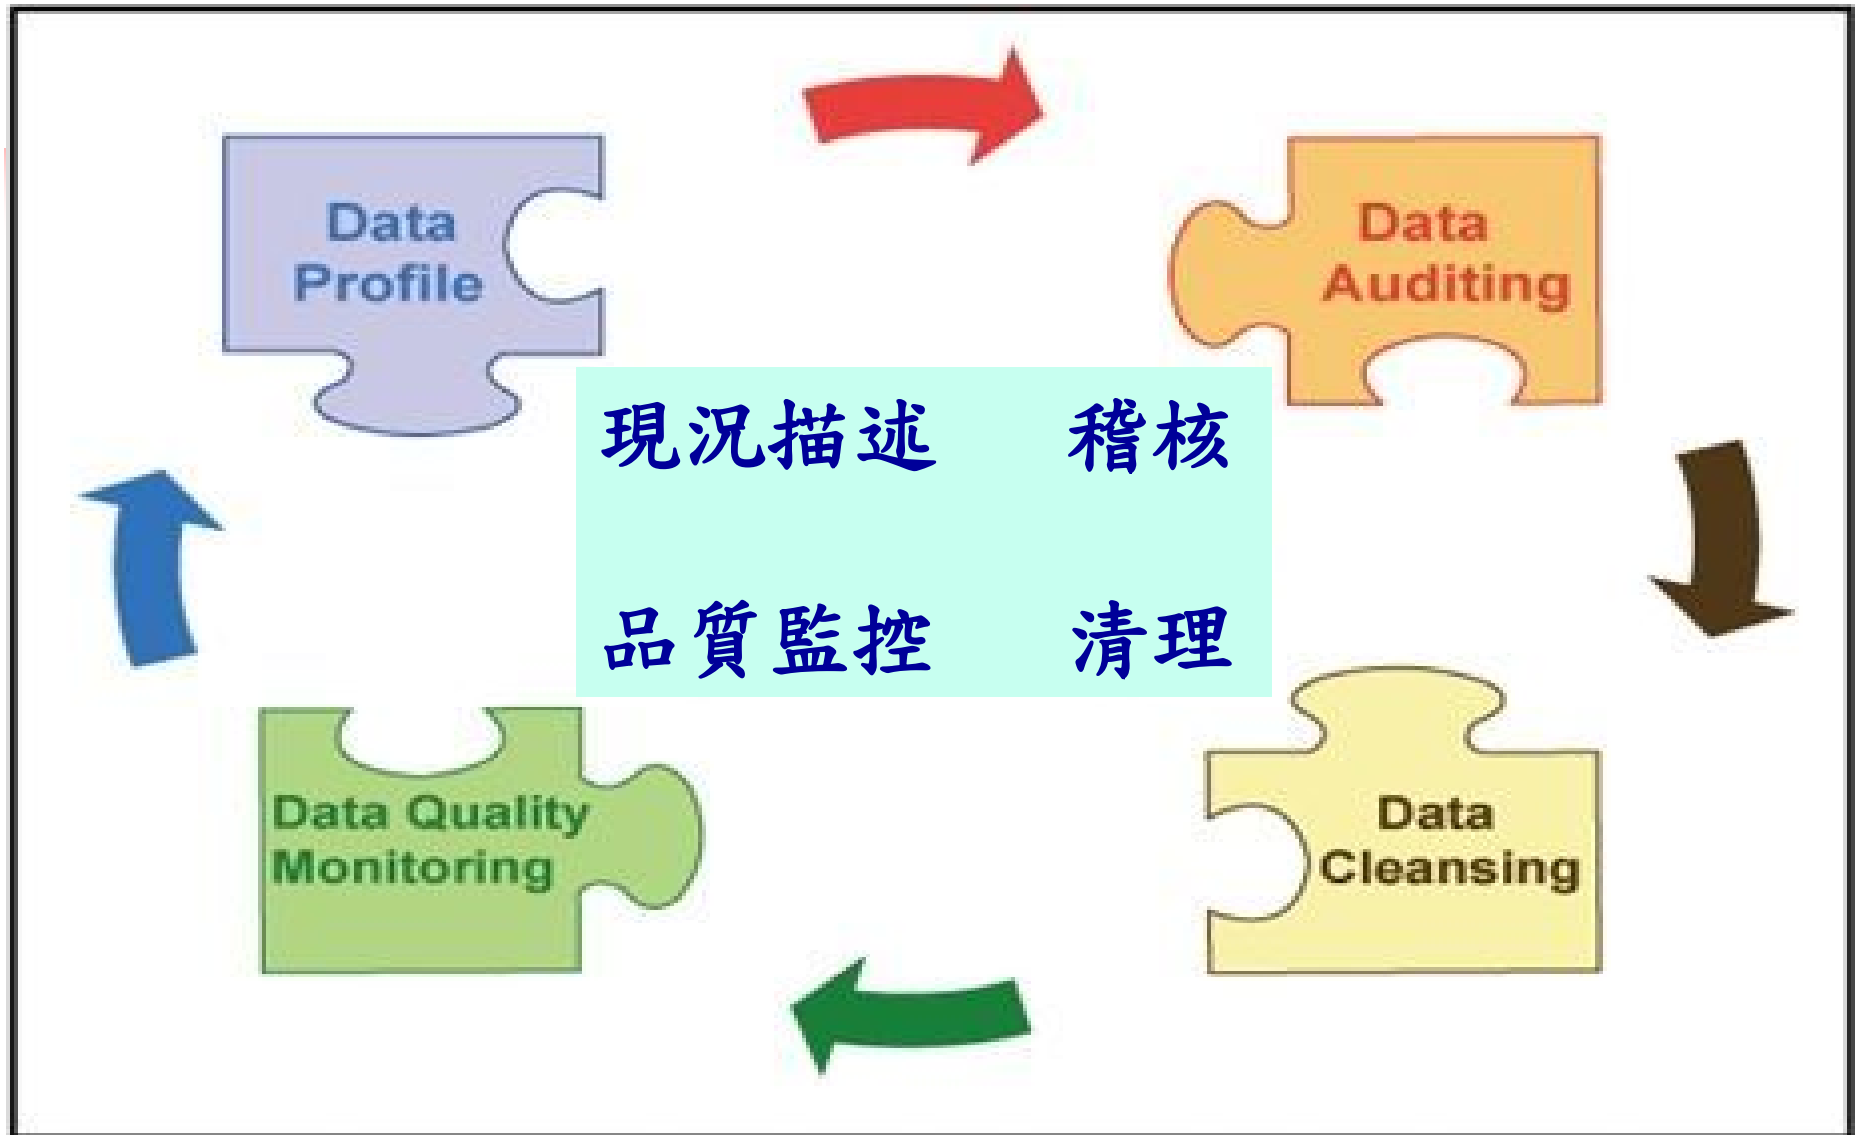 Data
Profile
Data
Auditing
現況描述 稽核
品質監控 清理
Data Quality
Monitoring
Data
Cleansing